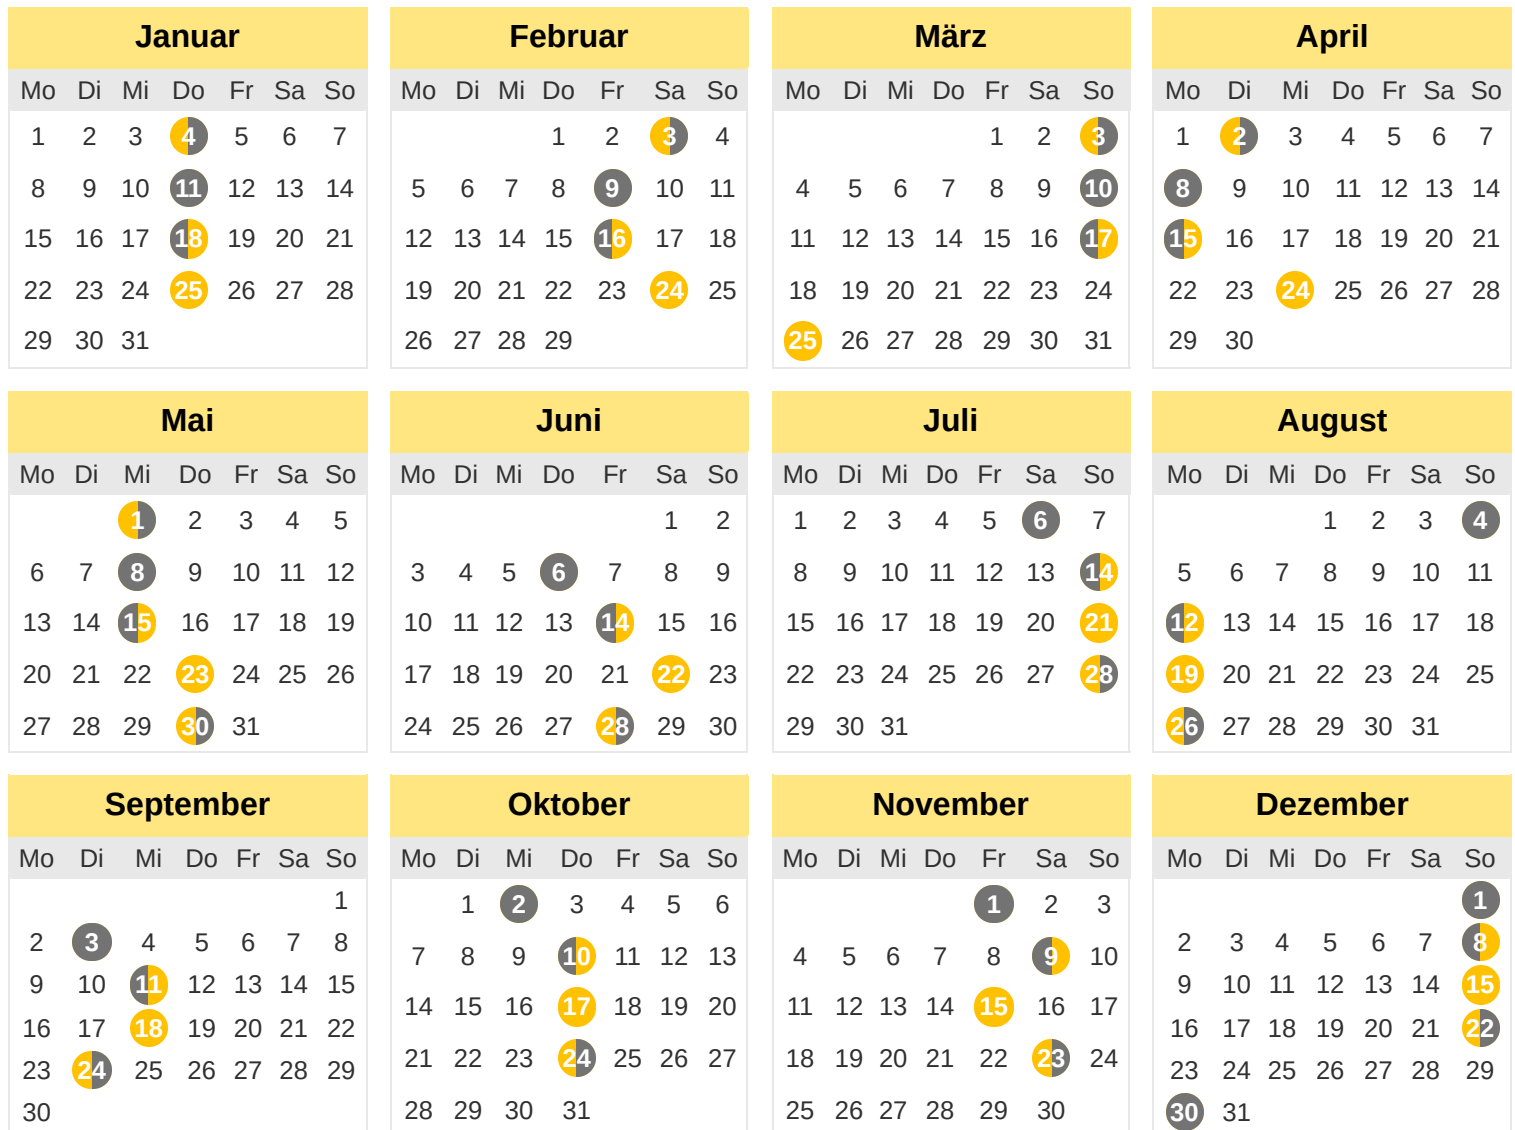 Januar
Mo Di Mi Do Fr Sa So
1 2 3 4 5 6 7
8 9 10 11 12 13 14
15 16 17 18 19 20 21
22 23 24 25 26 27 28
29 30 31
Februar
Mo Di Mi Do Fr Sa So
1 2 3 4
5 6 7 8 9 10 11
12 13 14 15 16 17 18
19 20 21 22 23 24 25
26 27 28 29
März
Mo Di Mi Do Fr Sa So
1 2 3
4 5 6 7 8 9 10
11 12 13 14 15 16 17
18 19 20 21 22 23 24
25 26 27 28 29 30 31
April
Mo Di Mi Do Fr Sa So
1 2 3 4 5 6 7
8 9 10 11 12 13 14
15 16 17 18 19 20 21
22 23 24 25 26 27 28
29 30
Mai
Mo Di Mi Do Fr Sa So
1 2 3 4 5
6 7 8 9 10 11 12
13 14 15 16 17 18 19
20 21 22 23 24 25 26
27 28 29 30 31
Juni
Mo Di Mi Do Fr Sa So
1 2
3 4 5 6 7 8 9
10 11 12 13 14 15 16
17 18 19 20 21 22 23
24 25 26 27 28 29 30
Juli
Mo Di Mi Do Fr Sa So
1 2 3 4 5 6 7
8 9 10 11 12 13 14
15 16 17 18 19 20 21
22 23 24 25 26 27 28
29 30 31
August
Mo Di Mi Do Fr Sa So
1 2 3 4
5 6 7 8 9 10 11
12 13 14 15 16 17 18
19 20 21 22 23 24 25
26 27 28 29 30 31
September
Mo Di Mi Do Fr Sa So
1
2 3 4 5 6 7 8
9 10 11 12 13 14 15
16 17 18 19 20 21 22
23 24 25 26 27 28 29
30
Oktober
Mo Di Mi Do Fr Sa So
1 2 3 4 5 6
7 8 9 10 11 12 13
14 15 16 17 18 19 20
21 22 23 24 25 26 27
28 29 30 31
November
Mo Di Mi Do Fr Sa So
1 2 3
4 5 6 7 8 9 10
11 12 13 14 15 16 17
18 19 20 21 22 23 24
25 26 27 28 29 30
Dezember
Mo Di Mi Do Fr Sa So
1
2 3 4 5 6 7 8
9 10 11 12 13 14 15
16 17 18 19 20 21 22
23 24 25 26 27 28 29
30 31